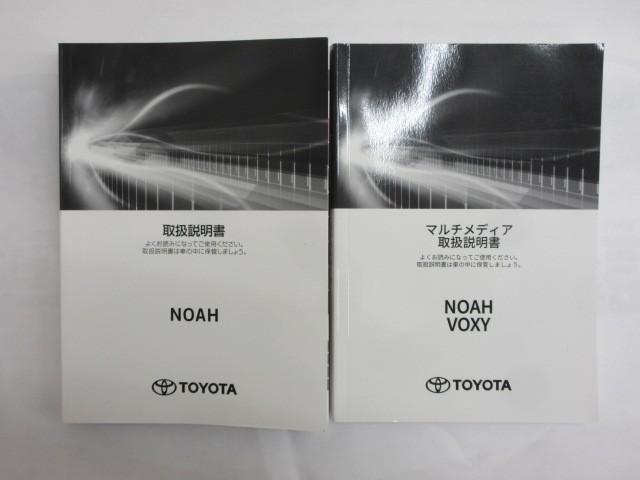 取扱説明書
よくお読みになってご使用ください。
取扱説明書は車の中に保管しましょう。
NOAH
TOYOTA
マルチメディア
取扱説明書
よくお読みになってご使用ください。
取扱説明書は車の中に保管しましょう。
NOAH
VOXY
TOYOTA